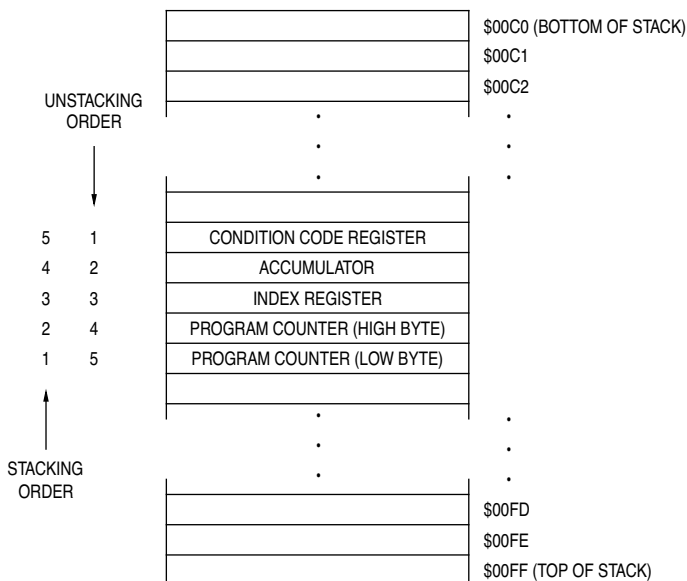 $00C0 (BOTTOM OF STACK)
$00C1
$00C2
UNSTACKING
ORDER
5 1 CONDITION CODE REGISTER
4 2 ACCUMULATOR
3 3 INDEX REGISTER
2 4 PROGRAM COUNTER (HIGH BYTE)
1 5 PROGRAM COUNTER (LOW BYTE)
STACKING
ORDER
$00FD
$00FE
$00FF (TOP OF STACK)